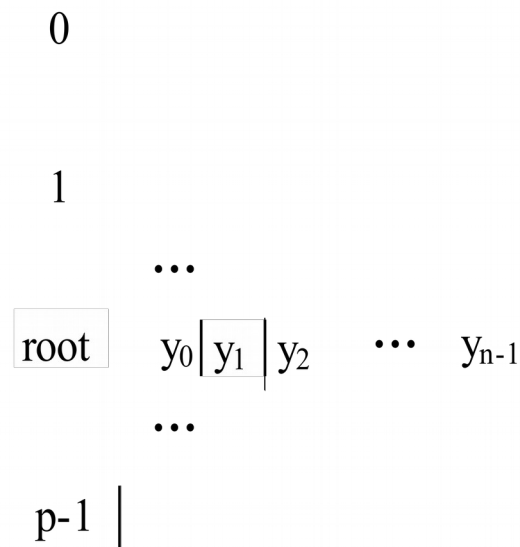 0
1
...
root y₀ y₁ y₂ ... yₙ₋₁
...
p-1